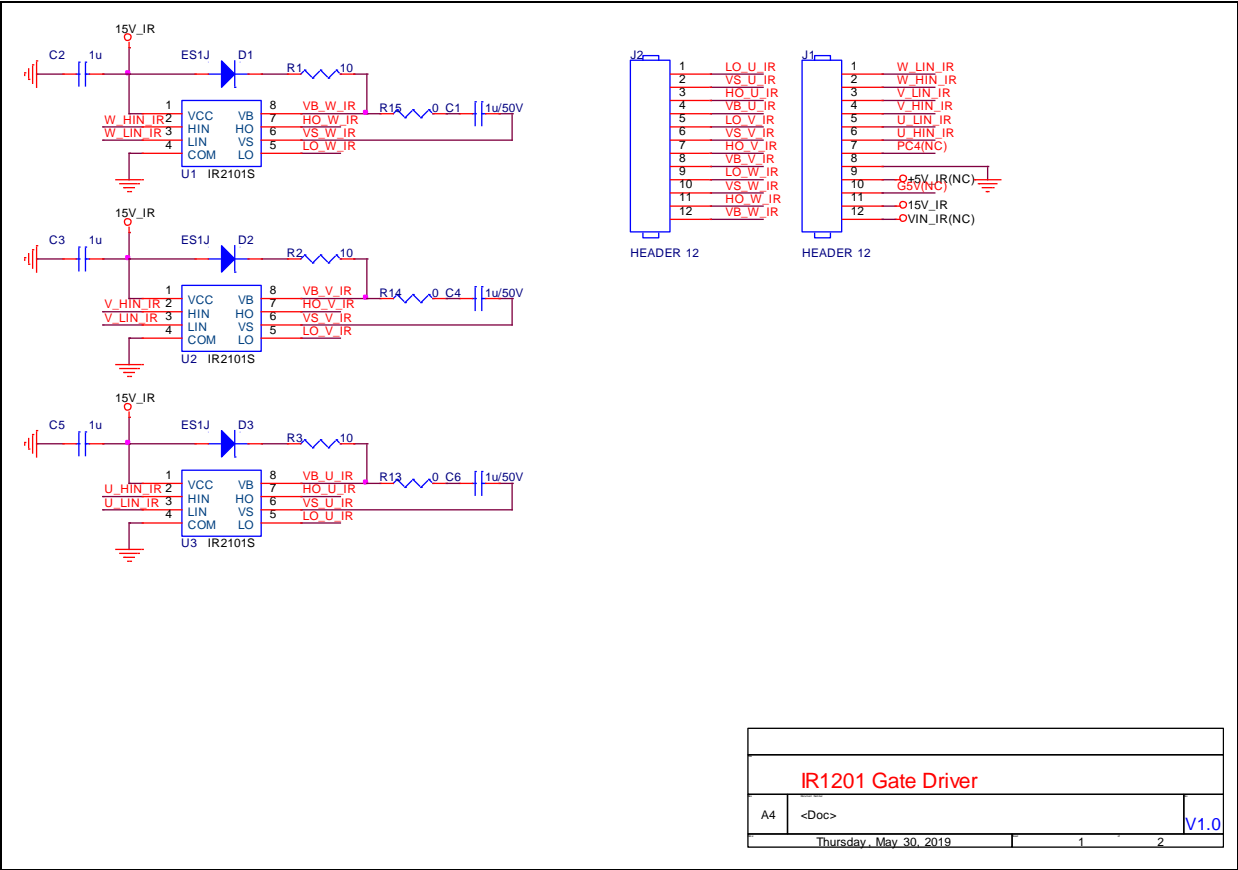 15V_IR
C2 1u ES1J D1
R1 10
1 VCC VB 8 VB_W_IR R15 0 C1 1u/50V
W_HIN_IR 2 HIN HO 7 HO_W_IR
W_LIN_IR 3 LIN VS 6 VS_W_IR
4 COM LO 5 LO_W_IR
U1 IR2101S
15V_IR
C3 1u ES1J D2
R2 10
1 VCC VB 8 VB_V_IR R14 0 C4 1u/50V
V_HIN_IR 2 HIN HO 7 HO_V_IR
V_LIN_IR 3 LIN VS 6 VS_V_IR
4 COM LO 5 LO_V_IR
U2 IR2101S
15V_IR
C5 1u ES1J D3
R3 10
1 VCC VB 8 VB_U_IR R13 0 C6 1u/50V
U_HIN_IR 2 HIN HO 7 HO_U_IR
U_LIN_IR 3 LIN VS 6 VS_U_IR
4 COM LO 5 LO_U_IR
U3 IR2101S
J2
1 LO_U_IR
2 VS_U_IR
3 HO_U_IR
4 VB_U_IR
5 LO_V_IR
6 VS_V_IR
7 HO_V_IR
8 VB_V_IR
9 LO_W_IR
10 VS_W_IR
11 HO_W_IR
12 VB_W_IR
HEADER 12
J1
1 W_LIN_IR
2 W_HIN_IR
3 V_LIN_IR
4 V_HIN_IR
5 U_LIN_IR
6 U_HIN_IR
7 PC4(NC)
8
9 +5V_IR(NC)
10 G5V(NC)
11 15V_IR
12 VIN_IR(NC)
HEADER 12
IR1201 Gate Driver
A4 <Doc> V1.0
Thursday, May 30, 2019 1 2